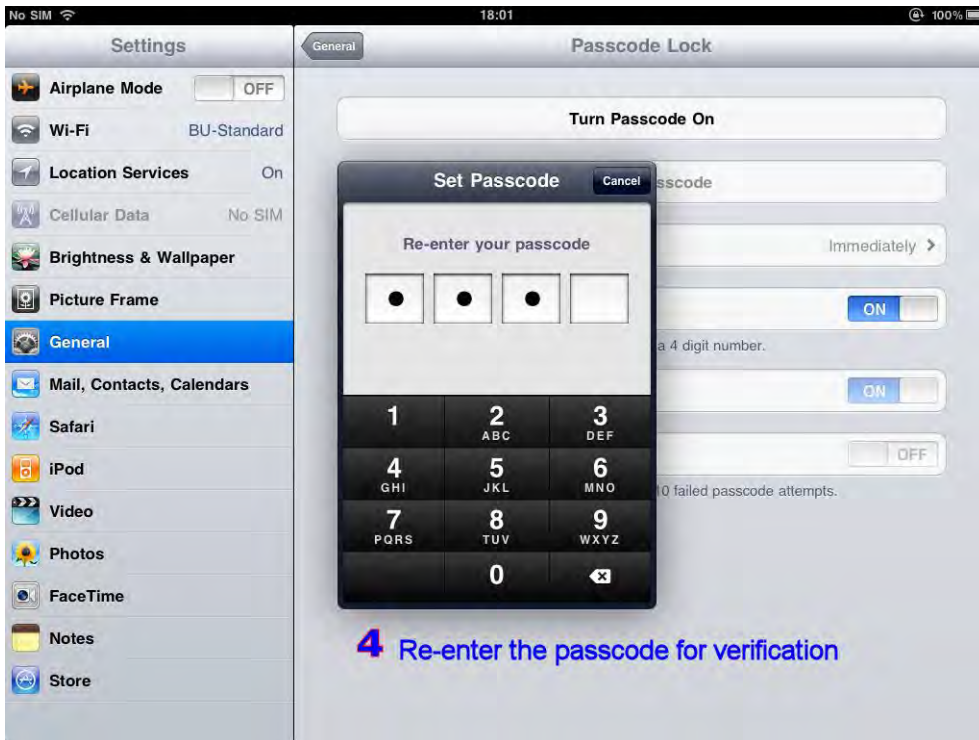 No SIM 18:01 100%
Settings
Airplane Mode OFF
Wi-Fi BU-Standard
Location Services On
Cellular Data No SIM
Brightness & Wallpaper
Picture Frame
General
Mail, Contacts, Calendars
Safari
iPod
Video
Photos
FaceTime
Notes
Store
General Passcode Lock
Turn Passcode On
sscode
Immediately
ON
a 4 digit number.
ON
OFF
10 failed passcode attempts.
Set Passcode Cancel
Re-enter your passcode
1 2 3
ABC DEF
4 5 6
GHI JKL MNO
7 8 9
PQRS TUV WXYZ
0
4 Re-enter the passcode for verification